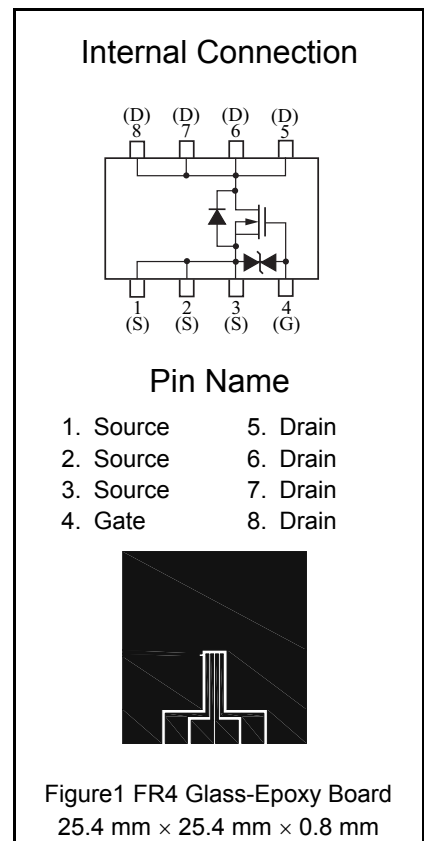 Internal Connection
(D) (D) (D) (D)
8 7 6 5
1 2 3 4
(S) (S) (S) (G)
Pin Name
1. Source 5. Drain
2. Source 6. Drain
3. Source 7. Drain
4. Gate 8. Drain
Figure1 FR4 Glass-Epoxy Board
25.4 mm × 25.4 mm × 0.8 mm